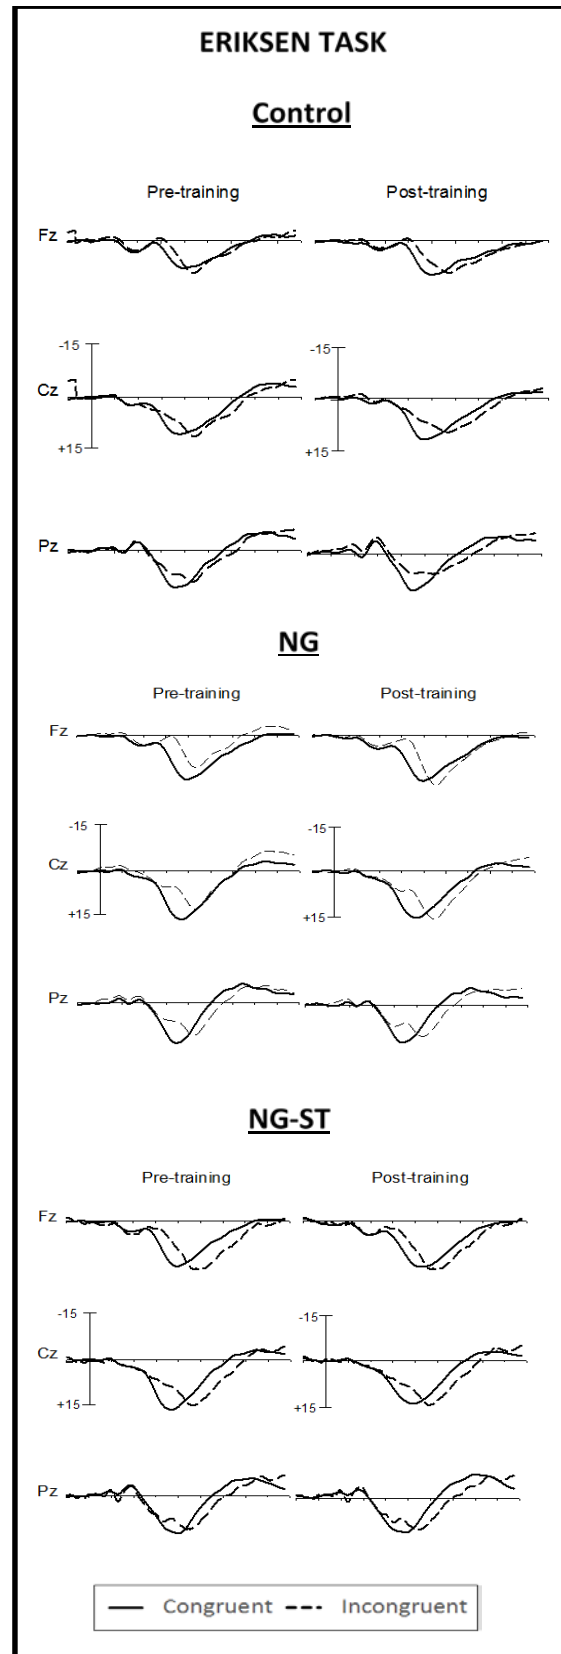 ERIKSEN TASK
Control
Pre-training Post-training
Fz
-15 -15
Cz
+15 +15
Pz
NG
Pre-training Post-training
Fz
-15 -15
Cz
+15 +15
Pz
NG-ST
Pre-training Post-training
Fz
-15 -15
Cz
+15 +15
Pz
Congruent Incongruent